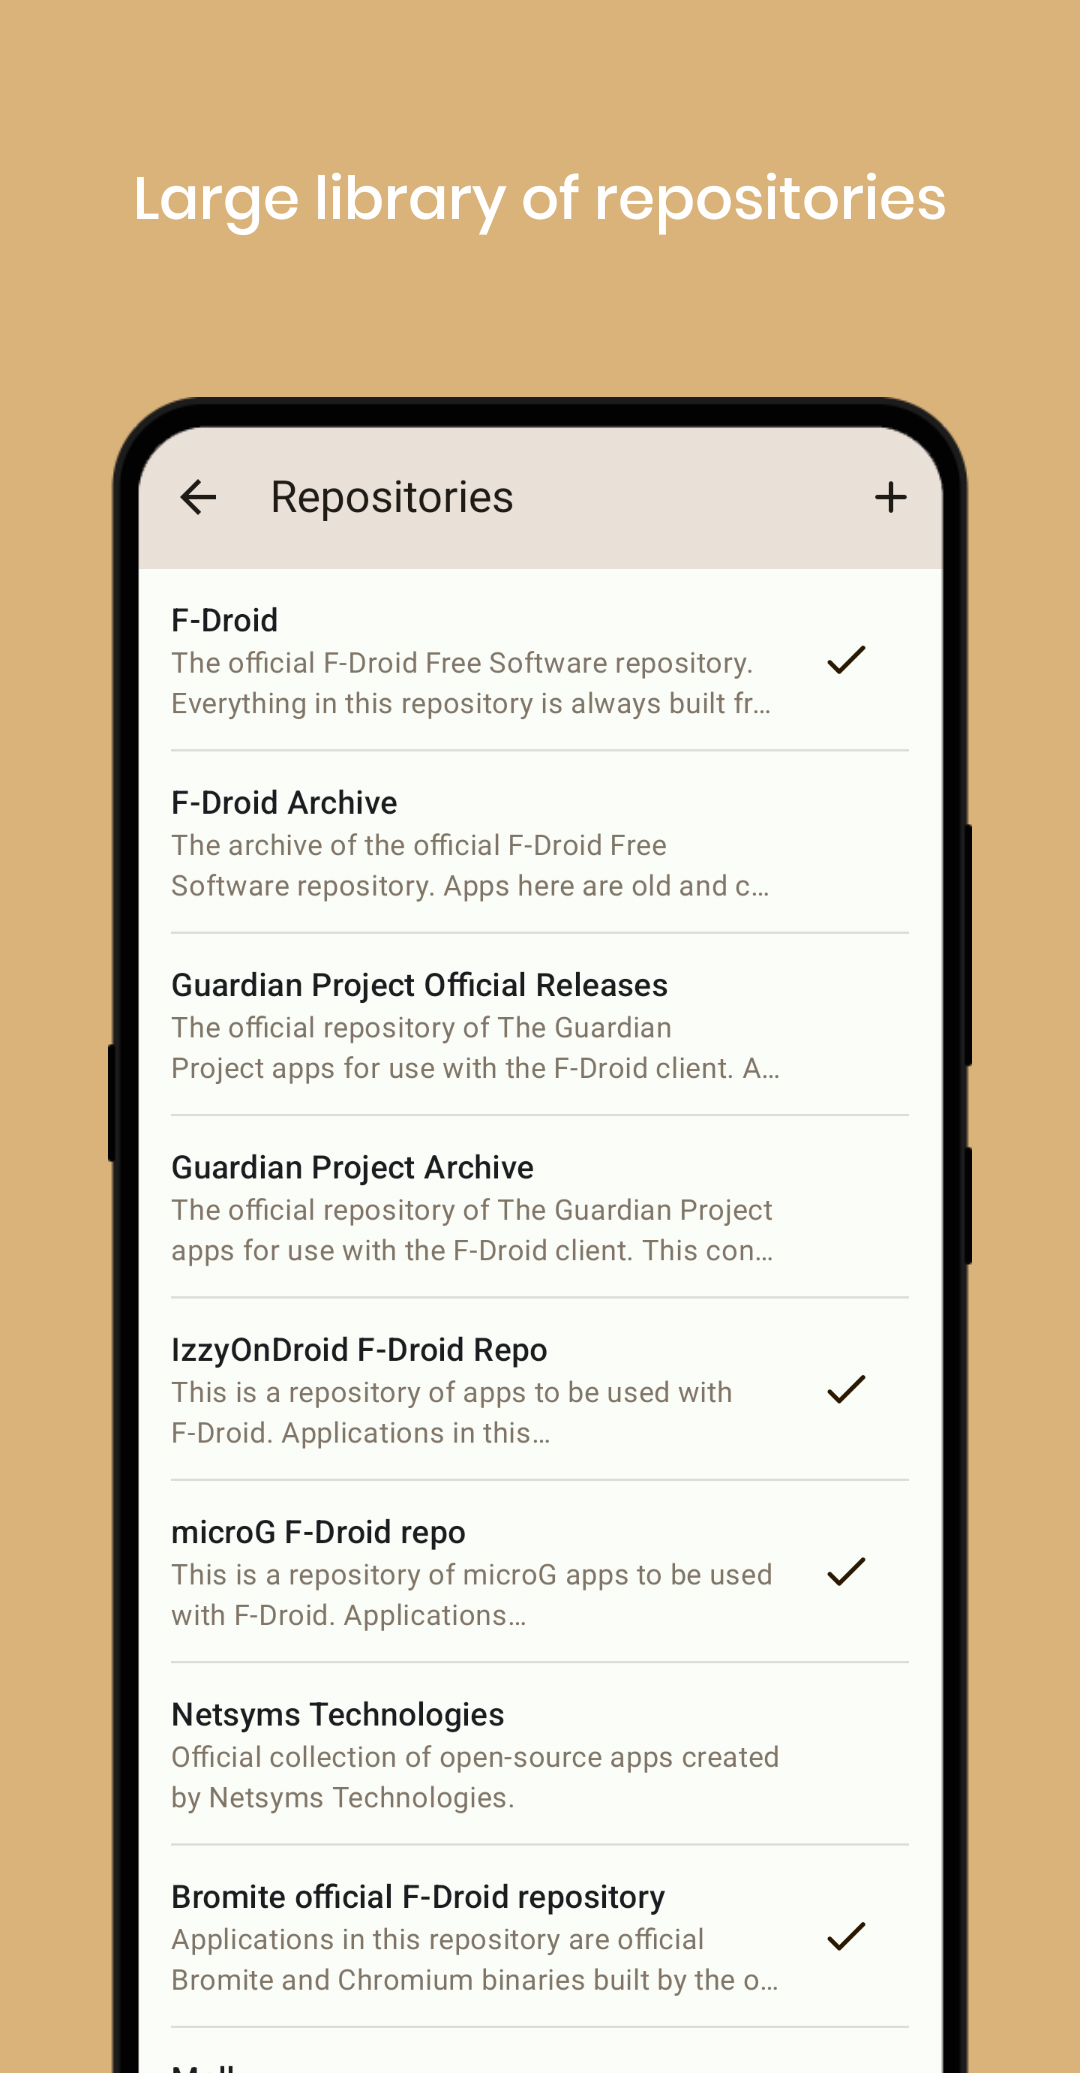 Large library of repositories
Repositories
F-Droid
The official F-Droid Free Software repository.
Everything in this repository is always built fr...
F-Droid Archive
The archive of the official F-Droid Free
Software repository. Apps here are old and c...
Guardian Project Official Releases
The official repository of The Guardian
Project apps for use with the F-Droid client. A...
Guardian Project Archive
The official repository of The Guardian Project
apps for use with the F-Droid client. This con...
IzzyOnDroid F-Droid Repo
This is a repository of apps to be used with
F-Droid. Applications in this...
microG F-Droid repo
This is a repository of microG apps to be used
with F-Droid. Applications...
Netsyms Technologies
Official collection of open-source apps created
by Netsyms Technologies.
Bromite official F-Droid repository
Applications in this repository are official
Bromite and Chromium binaries built by the o...